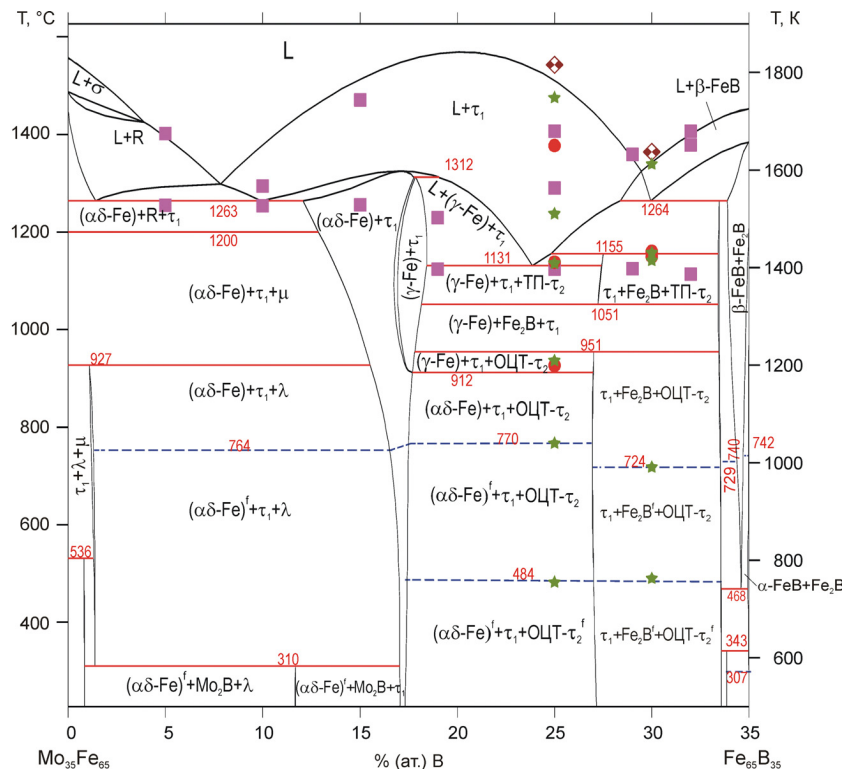 T, °C
T, K
L
L+σ
L+R
L+τ₁
L+β-FeB
1800
1400
1600
1312
L+(γ-Fe)+τ₁
1263
1264
(αδ-Fe)+R+τ₁
(αδ-Fe)+τ₁
(γ-Fe)+τ₁
1200
1200
1155
1131
1400
(γ-Fe)+τ₁+ТП-τ₂
τ₁+Fe₂B+ТП-τ₂
β-FeB+Fe₂B
(αδ-Fe)+τ₁+μ
1051
1000
(γ-Fe)+Fe₂B+τ₁
951
927
(γ-Fe)+τ₁+ОЦТ-τ₂
912
1200
(αδ-Fe)+τ₁+λ
(αδ-Fe)+τ₁+ОЦТ-τ₂
τ₁+Fe₂B+ОЦТ-τ₂
800
τ₁+λ+μ
764
770
724
729
740
742
1000
(αδ-Fe)ᶠ+τ₁+λ
(αδ-Fe)ᶠ+τ₁+ОЦТ-τ₂
τ₁+Fe₂Bᶠ+ОЦТ-τ₂
600
536
484
800
α-FeB+Fe₂B
468
400
(αδ-Fe)ᶠ+τ₁+ОЦТ-τ₂ᶠ
τ₁+Fe₂Bᶠ+ОЦТ-τ₂ᶠ
343
310
600
307
(αδ-Fe)ᶠ+Mo₂B+λ
(αδ-Fe)ᶠ+Mo₂B+τ₁
0
5
10
15
20
25
30
35
Mo₃₅Fe₆₅
% (ат.) B
Fe₆₅B₃₅